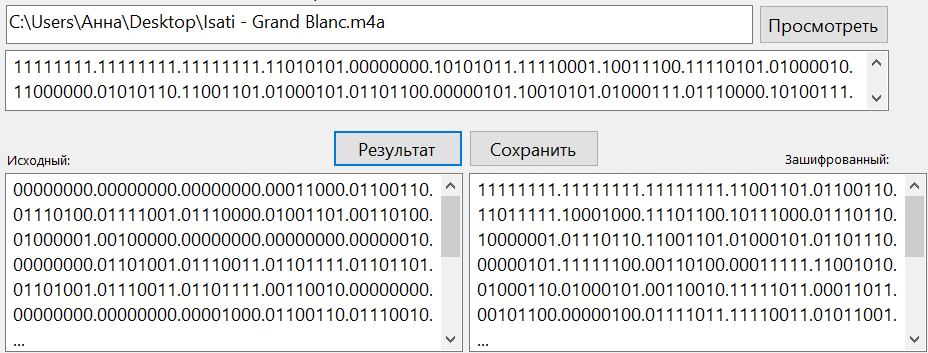 C:\Users\Анна\Desktop\Isati - Grand Blanc.m4a
Просмотреть
11111111.11111111.11111111.11010101.00000000.10101011.11110001.10011100.11110101.01000010.
11000000.01010110.11001101.01000101.01101100.00000101.10010101.01000111.01110000.10100111.
Результат
Сохранить
Исходный:
Зашифрованный:
00000000.00000000.00000000.00011000.01100110.
01110100.01111001.01110000.01001101.00110100.
01000001.00100000.00000000.00000000.00000010.
00000000.01101001.01110011.01101111.01101101.
01101001.01110011.01101111.00110010.00000000.
00000000.00000000.00001000.01100110.01110010.
...
11111111.11111111.11111111.11001101.01100110.
11011111.10001000.11101100.10111000.01110110.
10000001.01110110.11001101.01000101.01101110.
00000101.11111100.00110100.00011111.11001010.
01000110.01000101.00110010.11111011.00011011.
00101100.00000100.01111011.11110011.01011001.
...